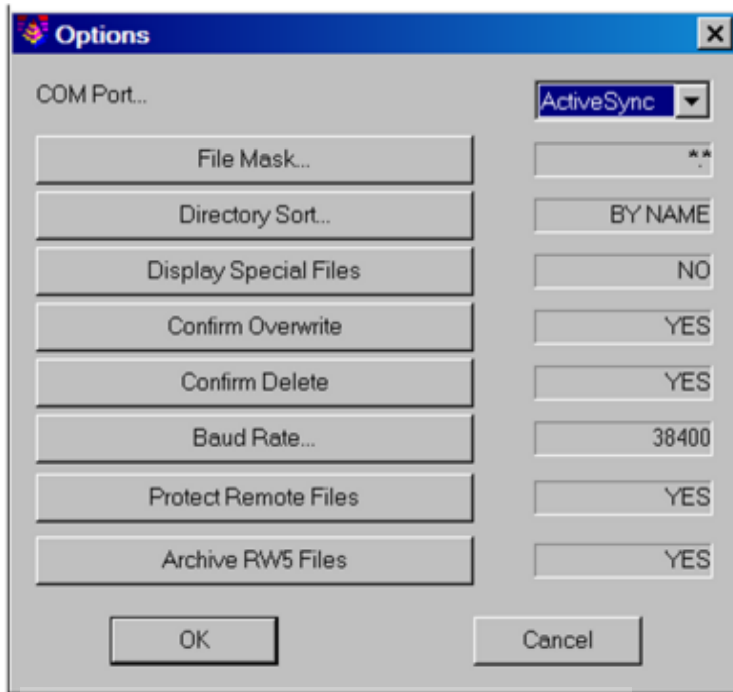 Options
COM Port... ActiveSync
File Mask... *.*
Directory Sort... BY NAME
Display Special Files NO
Confirm Overwrite YES
Confirm Delete YES
Baud Rate... 38400
Protect Remote Files YES
Archive RW5 Files YES
OK Cancel